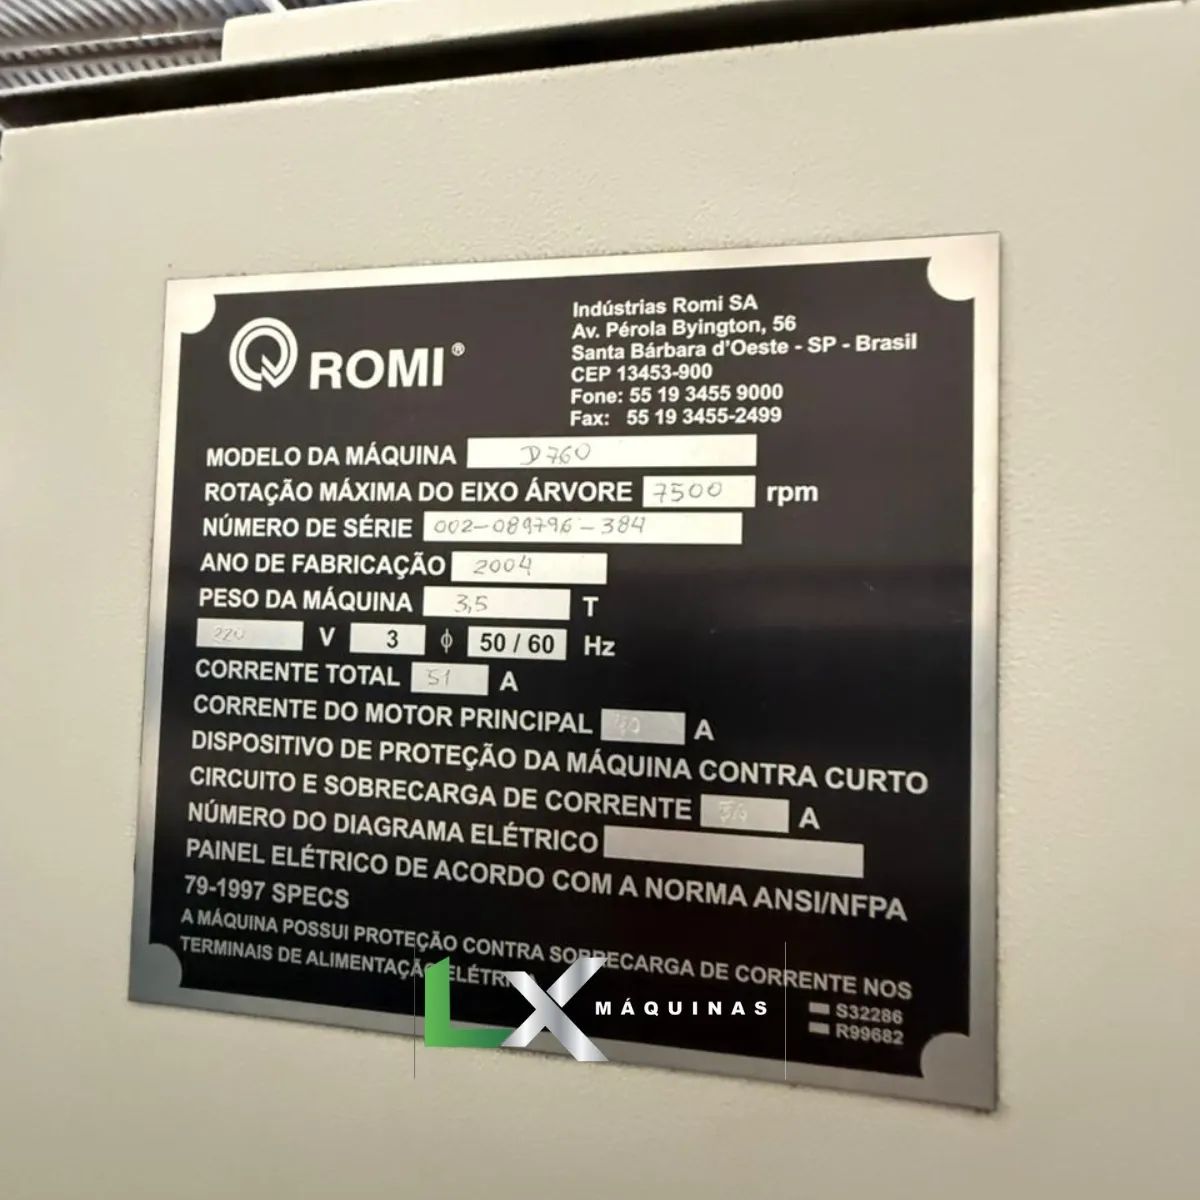 ROMI®
Indústrias Romi SA
Av. Pérola Byington, 56
Santa Bárbara d'Oeste - SP - Brasil
CEP 13453-900
Fone: 55 19 3455 9000
Fax: 55 19 3455-2499
MODELO DA MÁQUINA D760
ROTAÇÃO MÁXIMA DO EIXO ÁRVORE 7500 rpm
NÚMERO DE SÉRIE 002-089796-384
ANO DE FABRICAÇÃO 2004
PESO DA MÁQUINA 3,5 T
220 V 3 ϕ 50 / 60 Hz
CORRENTE TOTAL 51 A
CORRENTE DO MOTOR PRINCIPAL A
DISPOSITIVO DE PROTEÇÃO DA MÁQUINA CONTRA CURTO
CIRCUITO E SOBRECARGA DE CORRENTE A
NÚMERO DO DIAGRAMA ELÉTRICO
PAINEL ELÉTRICO DE ACORDO COM A NORMA ANSI/NFPA
79-1997 SPECS
A MÁQUINA POSSUI PROTEÇÃO CONTRA SOBRECARGA DE CORRENTE NOS
TERMINAIS DE ALIMENTAÇÃO
S32286
R99682
LX MÁQUINAS